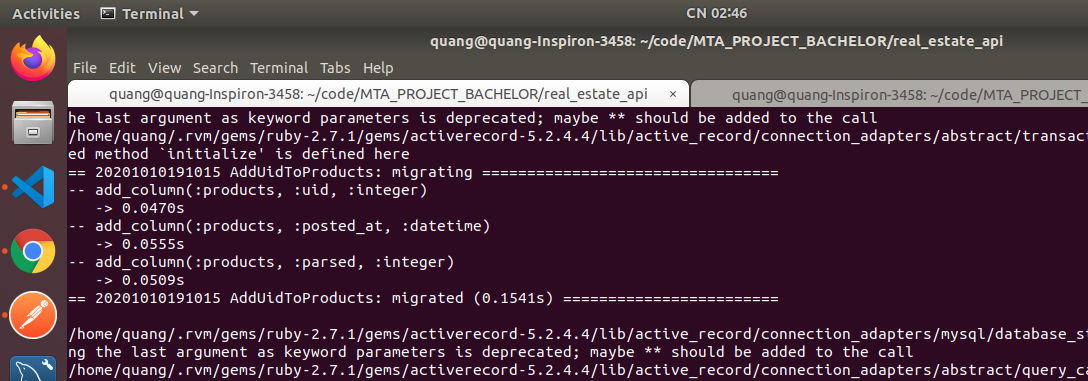 Activities
Terminal
CN 02:46
quang@quang-Inspiron-3458: ~/code/MTA_PROJECT_BACHELOR/real_estate_api
File Edit View Search Terminal Tabs Help
quang@quang-Inspiron-3458: ~/code/MTA_PROJECT_BACHELOR/real_estate_api ×
quang@quang-Inspiron-3458: ~/code/MTA_PROJECT_
he last argument as keyword parameters is deprecated; maybe ** should be added to the call
/home/quang/.rvm/gems/ruby-2.7.1/gems/activerecord-5.2.4.4/lib/active_record/connection_adapters/abstract/transact
ed method `initialize' is defined here
== 20201010191015 AddUidToProducts: migrating =================================
-- add_column(:products, :uid, :integer)
   -> 0.0470s
-- add_column(:products, :posted_at, :datetime)
   -> 0.0555s
-- add_column(:products, :parsed, :integer)
   -> 0.0509s
== 20201010191015 AddUidToProducts: migrated (0.1541s) ========================
/home/quang/.rvm/gems/ruby-2.7.1/gems/activerecord-5.2.4.4/lib/active_record/connection_adapters/mysql/database_st
ng the last argument as keyword parameters is deprecated; maybe ** should be added to the call
/home/quang/.rvm/gems/ruby-2.7.1/gems/activerecord-5.2.4.4/lib/active_record/connection_adapters/abstract/query_ca